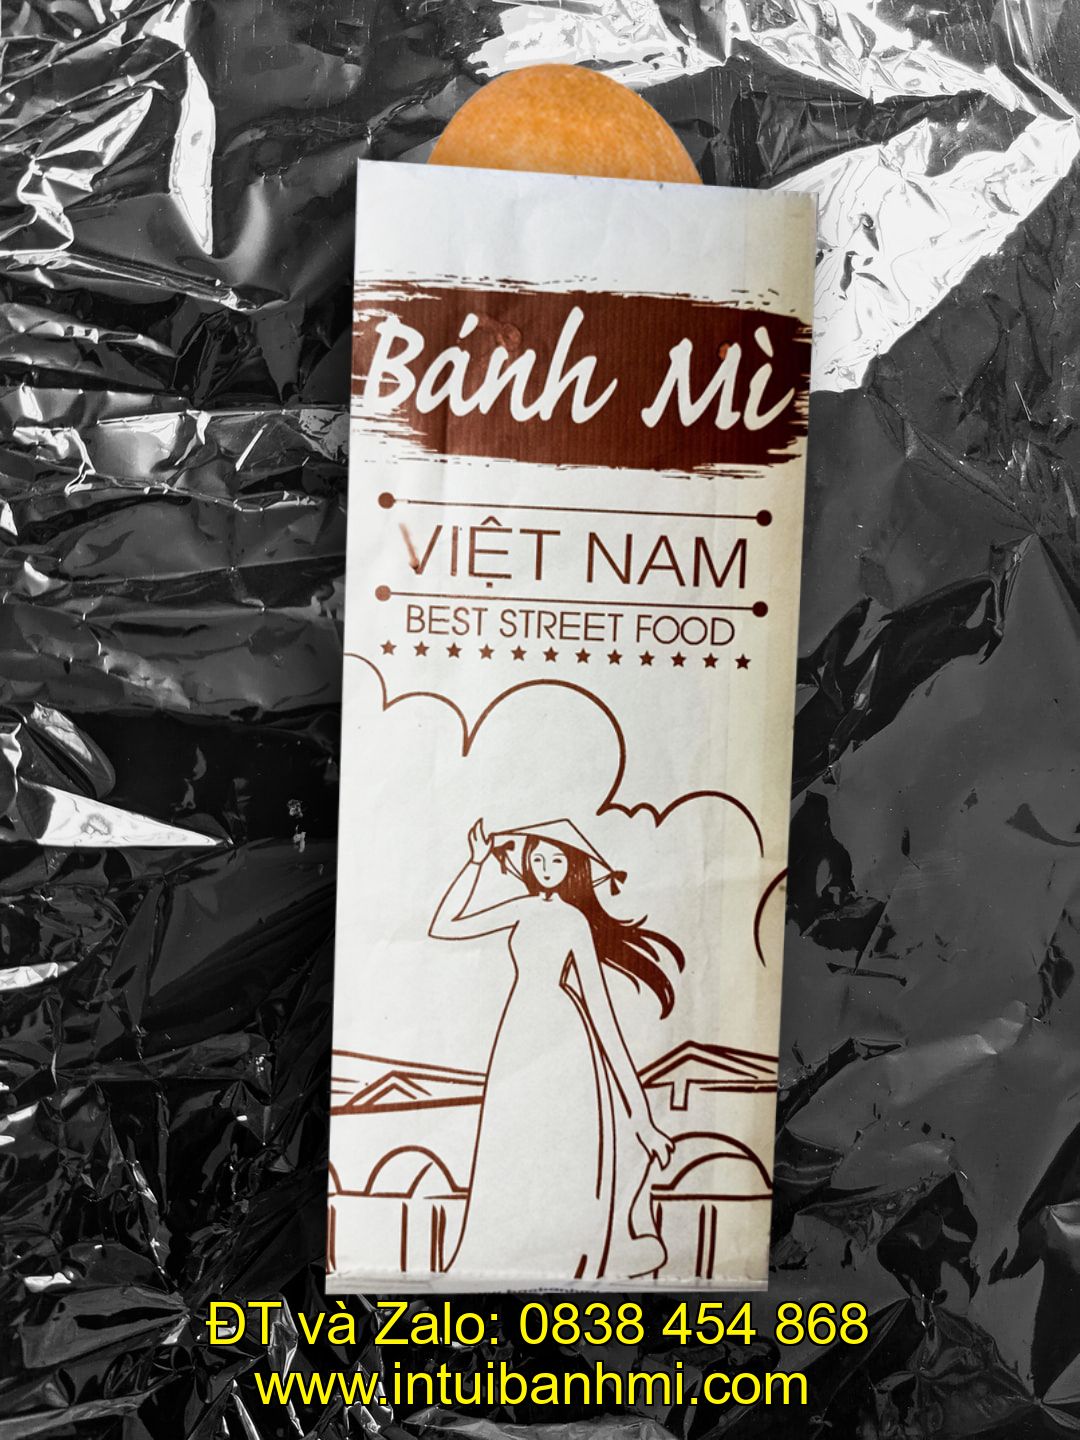 Bánh Mì
VIỆT NAM
BEST STREET FOOD
ĐT và Zalo: 0838 454 868
www.intuibanhmi.com